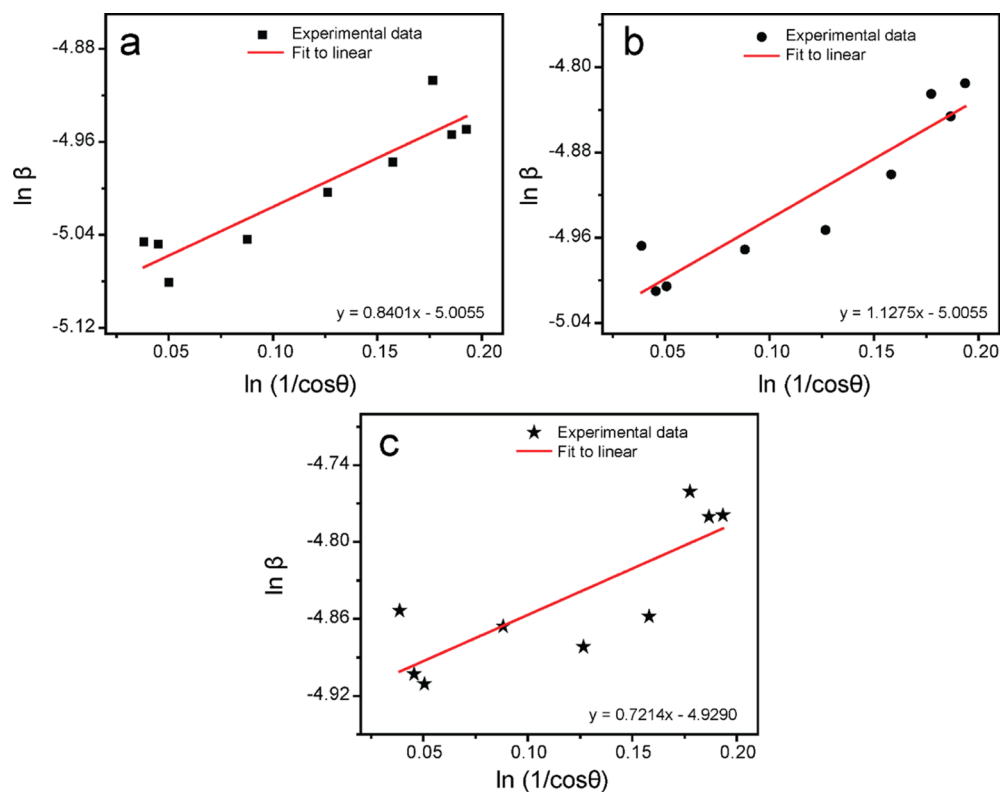 a
Experimental data
Fit to linear
-4.88
-4.96
-5.04
-5.12
ln β
y = 0.8401x - 5.0055
0.05
0.10
0.15
0.20
ln (1/cosθ)
b
Experimental data
Fit to linear
-4.80
-4.88
-4.96
-5.04
ln β
y = 1.1275x - 5.0055
0.05
0.10
0.15
0.20
ln (1/cosθ)
c
Experimental data
Fit to linear
-4.74
-4.80
-4.86
-4.92
ln β
y = 0.7214x - 4.9290
0.05
0.10
0.15
0.20
ln (1/cosθ)